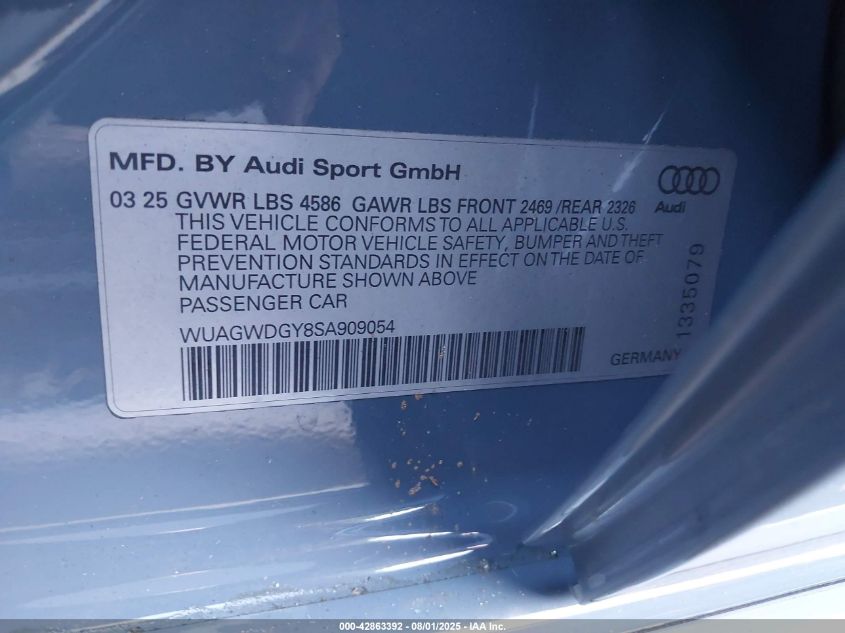 MFD. BY Audi Sport GmbH
03 25 GVWR LBS 4586 GAWR LBS FRONT 2469 /REAR 2326
Audi
THIS VEHICLE CONFORMS TO ALL APPLICABLE U.S.
FEDERAL MOTOR VEHICLE SAFETY, BUMPER AND THEFT
PREVENTION STANDARDS IN EFFECT ON THE DATE OF
MANUFACTURE SHOWN ABOVE
PASSENGER CAR
WUAGWDGY8SA909054
GERMANY
1335079
000-42863392 - 08/01/2025 - IAA Inc.